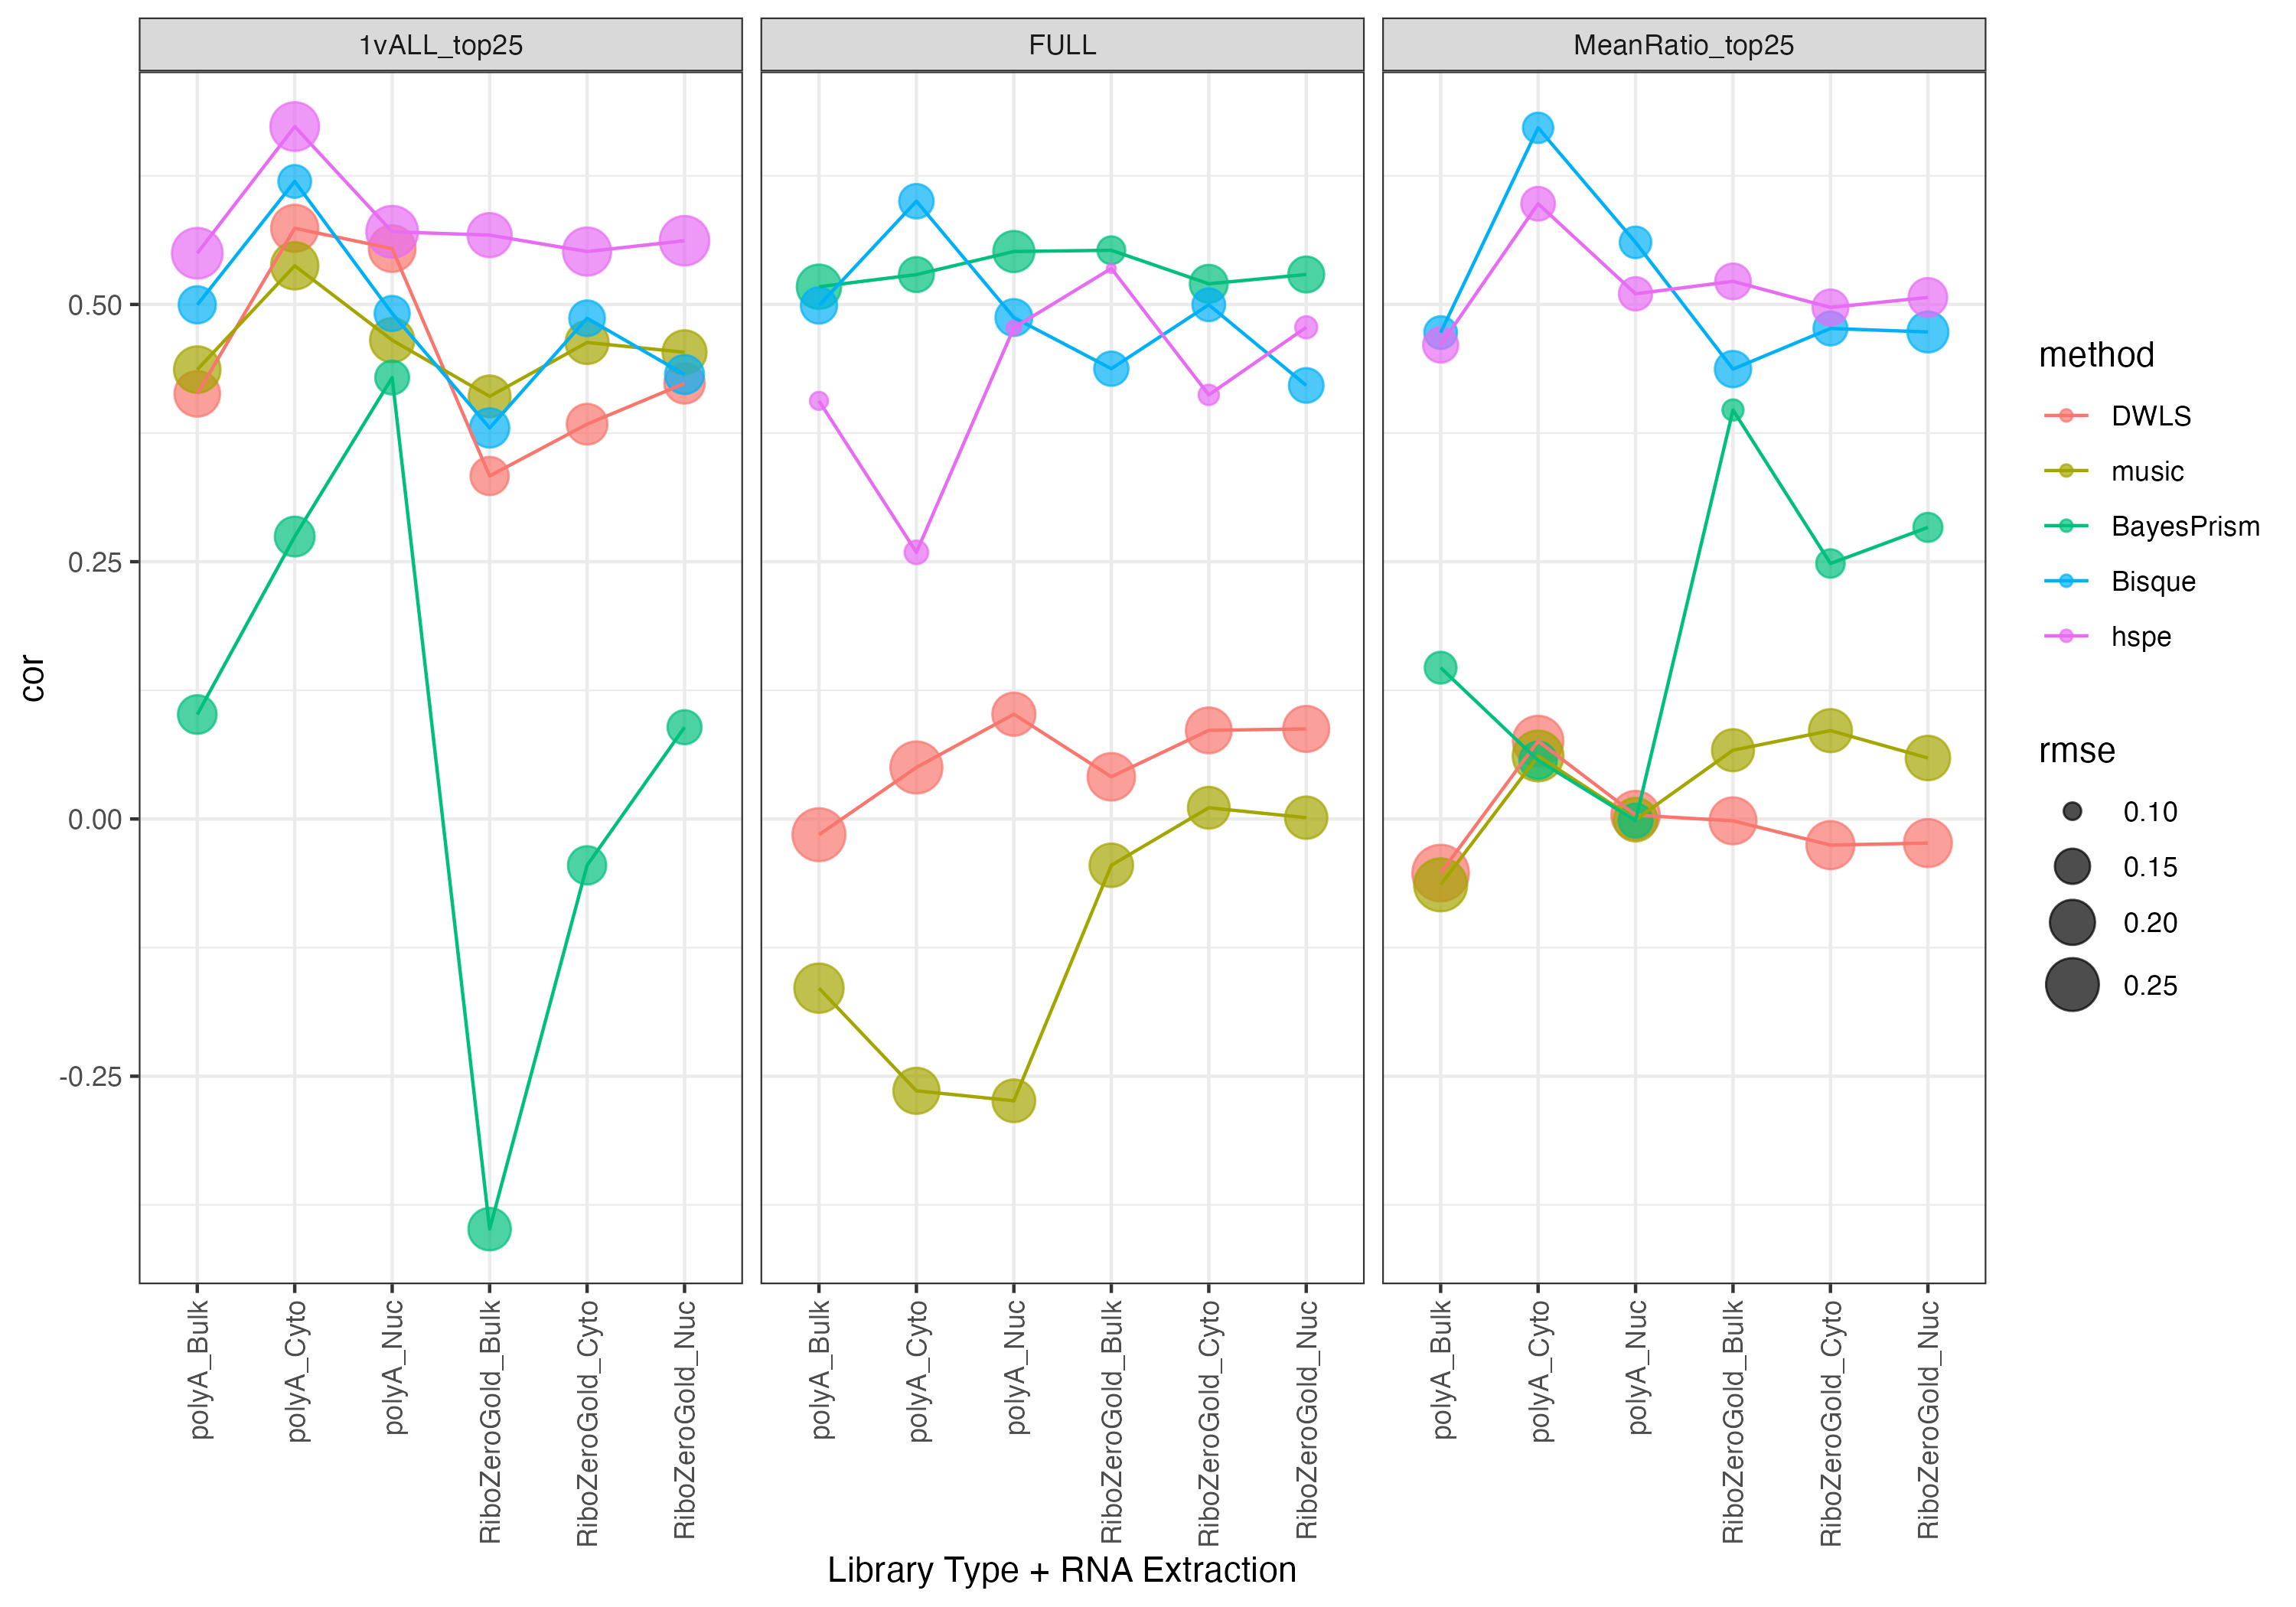 1vALL_top25
FULL
MeanRatio_top25
cor
0.50
0.25
0.00
-0.25
polyA_Bulk
polyA_Cyto
polyA_Nuc
RiboZeroGold_Bulk
RiboZeroGold_Cyto
RiboZeroGold_Nuc
polyA_Bulk
polyA_Cyto
polyA_Nuc
RiboZeroGold_Bulk
RiboZeroGold_Cyto
RiboZeroGold_Nuc
polyA_Bulk
polyA_Cyto
polyA_Nuc
RiboZeroGold_Bulk
RiboZeroGold_Cyto
RiboZeroGold_Nuc
Library Type + RNA Extraction
method
DWLS
music
BayesPrism
Bisque
hspe
rmse
0.10
0.15
0.20
0.25